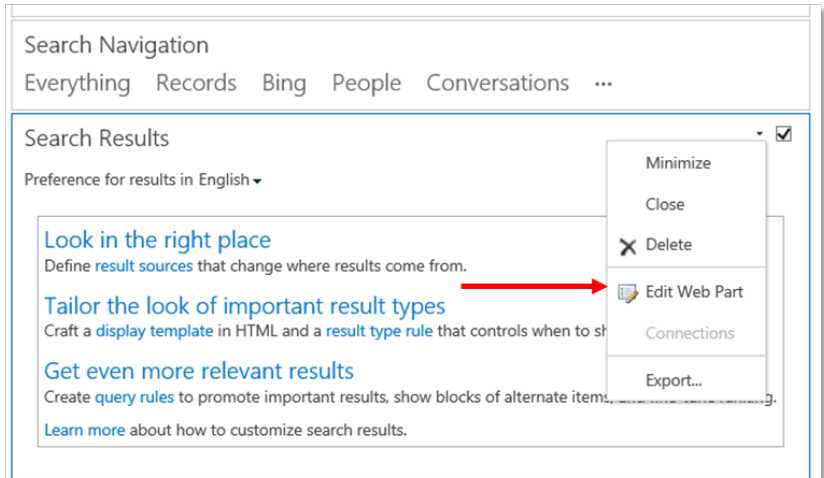 Search Navigation
Everything Records Bing People Conversations ...
Search Results
Preference for results in English
Minimize
Close
Delete
Edit Web Part
Connections
Export...
Look in the right place
Define result sources that change where results come from.
Tailor the look of important result types
Craft a display template in HTML and a result type rule that controls when to
Get even more relevant results
Create query rules to promote important results, show blocks of alternate items, and fine-tune ranking.
Learn more about how to customize search results.